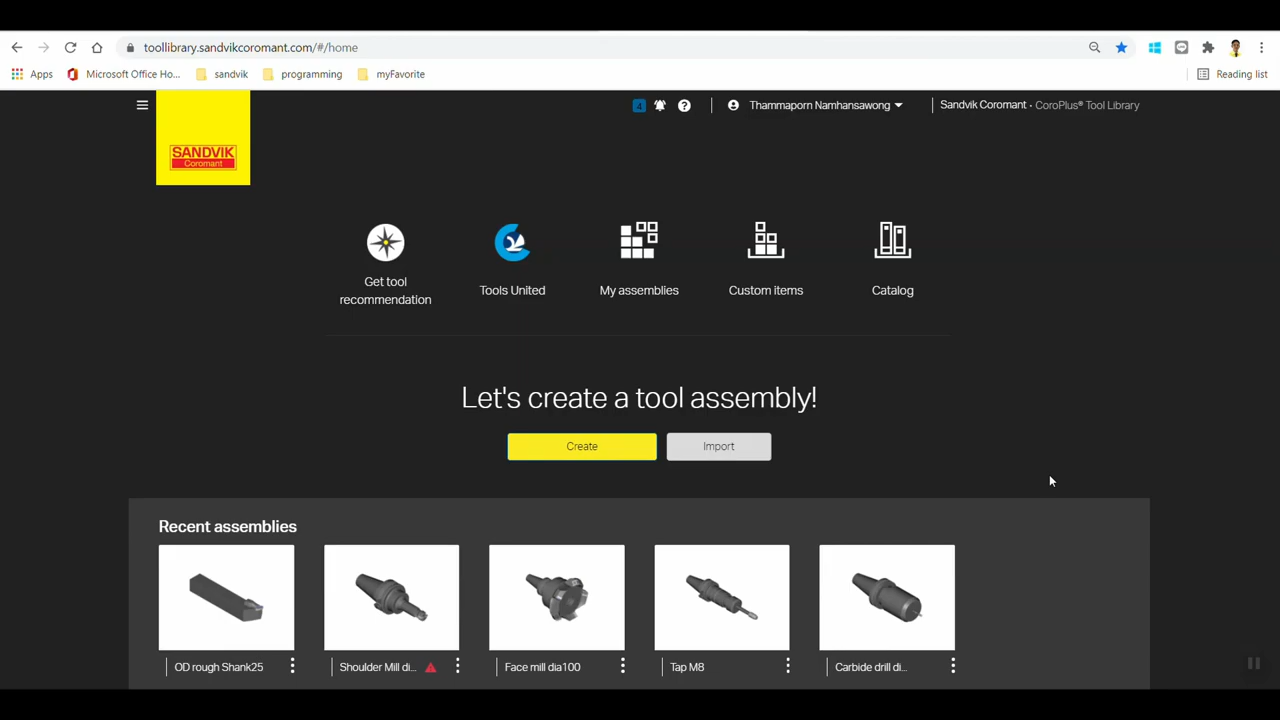 toollibrary.sandvikcoromant.com/#/home
Apps
Microsoft Office Ho...
sandvik
programming
myFavorite
Reading list
SANDVIK
Coromant
4
Thammaporn Namhansawong
Sandvik Coromant • CoroPlus® Tool Library
Get tool
recommendation
Tools United
My assemblies
Custom items
Catalog
Let's create a tool assembly!
Create
Import
Recent assemblies
OD rough Shank25
Shoulder Mill di...
Face mill dia100
Tap M8
Carbide drill di...